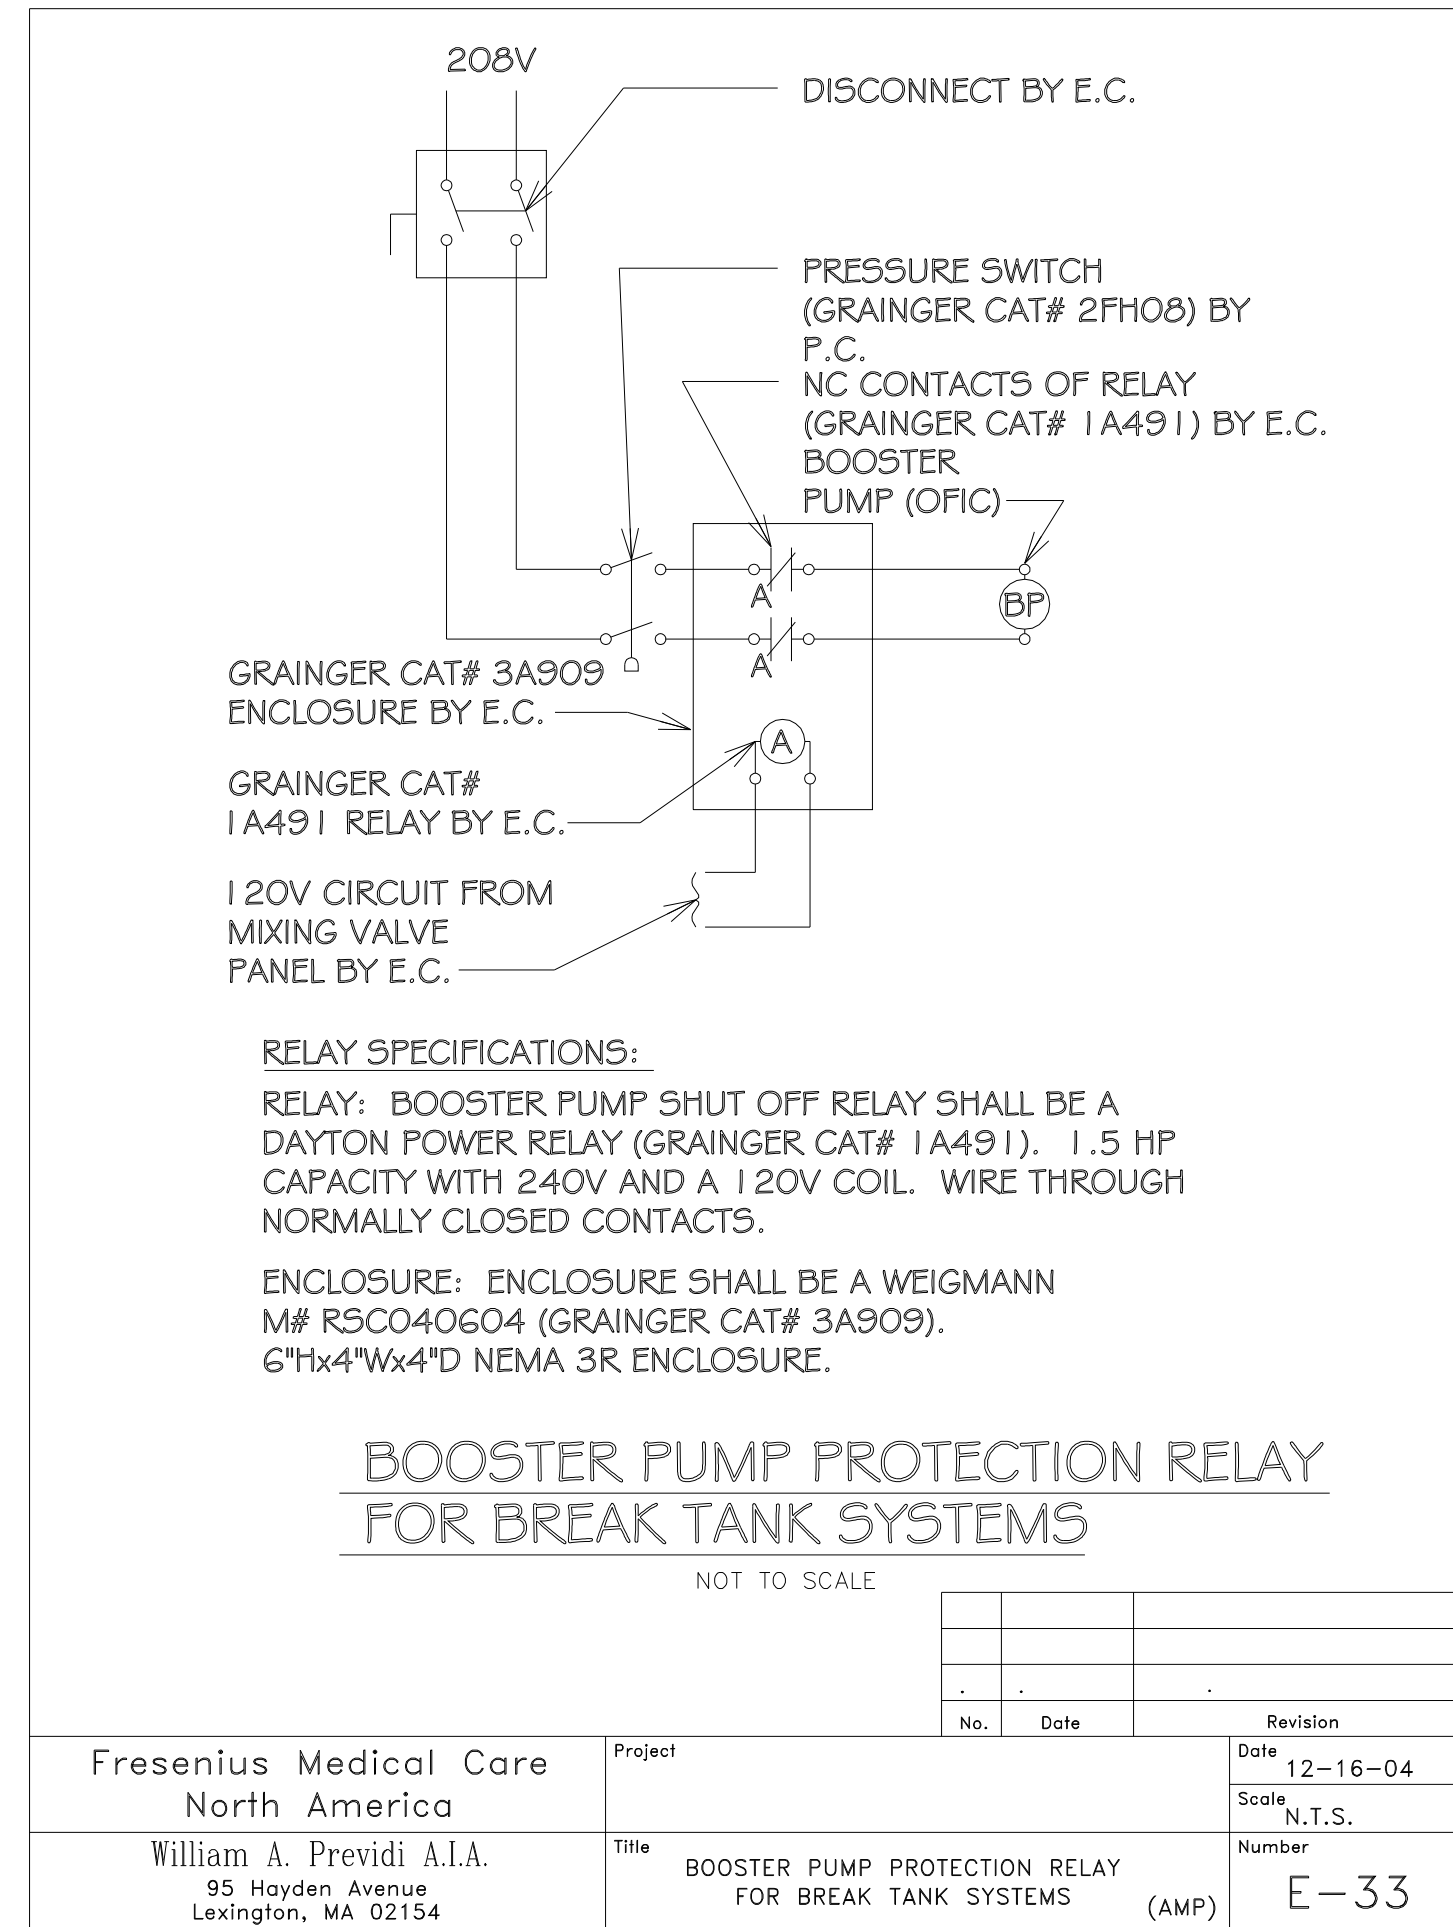 208V
DISCONNECT BY E.C.
PRESSURE SWITCH
(GRAINGER CAT# 2FH08) BY
P.C.
NC CONTACTS OF RELAY
(GRAINGER CAT# 1A491) BY E.C.
BOOSTER
PUMP (OFIC)
A
BP
A
GRAINGER CAT# 3A909
ENCLOSURE BY E.C.
A
GRAINGER CAT#
1A491 RELAY BY E.C.
120V CIRCUIT FROM
MIXING VALVE
PANEL BY E.C.
RELAY SPECIFICATIONS:
RELAY: BOOSTER PUMP SHUT OFF RELAY SHALL BE A
DAYTON POWER RELAY (GRAINGER CAT# 1A491). 1.5 HP
CAPACITY WITH 240V AND A 120V COIL. WIRE THROUGH
NORMALLY CLOSED CONTACTS.
ENCLOSURE: ENCLOSURE SHALL BE A WEIGMANN
M# RSC040604 (GRAINGER CAT# 3A909).
6"Hx4"Wx4"D NEMA 3R ENCLOSURE.
BOOSTER PUMP PROTECTION RELAY
FOR BREAK TANK SYSTEMS
NOT TO SCALE
. . .
No. Date Revision
Fresenius Medical Care
North America
Project
Date
12-16-04
Scale
N.T.S.
William A. Previdi A.I.A.
95 Hayden Avenue
Lexington, MA 02154
Title
BOOSTER PUMP PROTECTION RELAY
FOR BREAK TANK SYSTEMS
(AMP)
Number
E-33